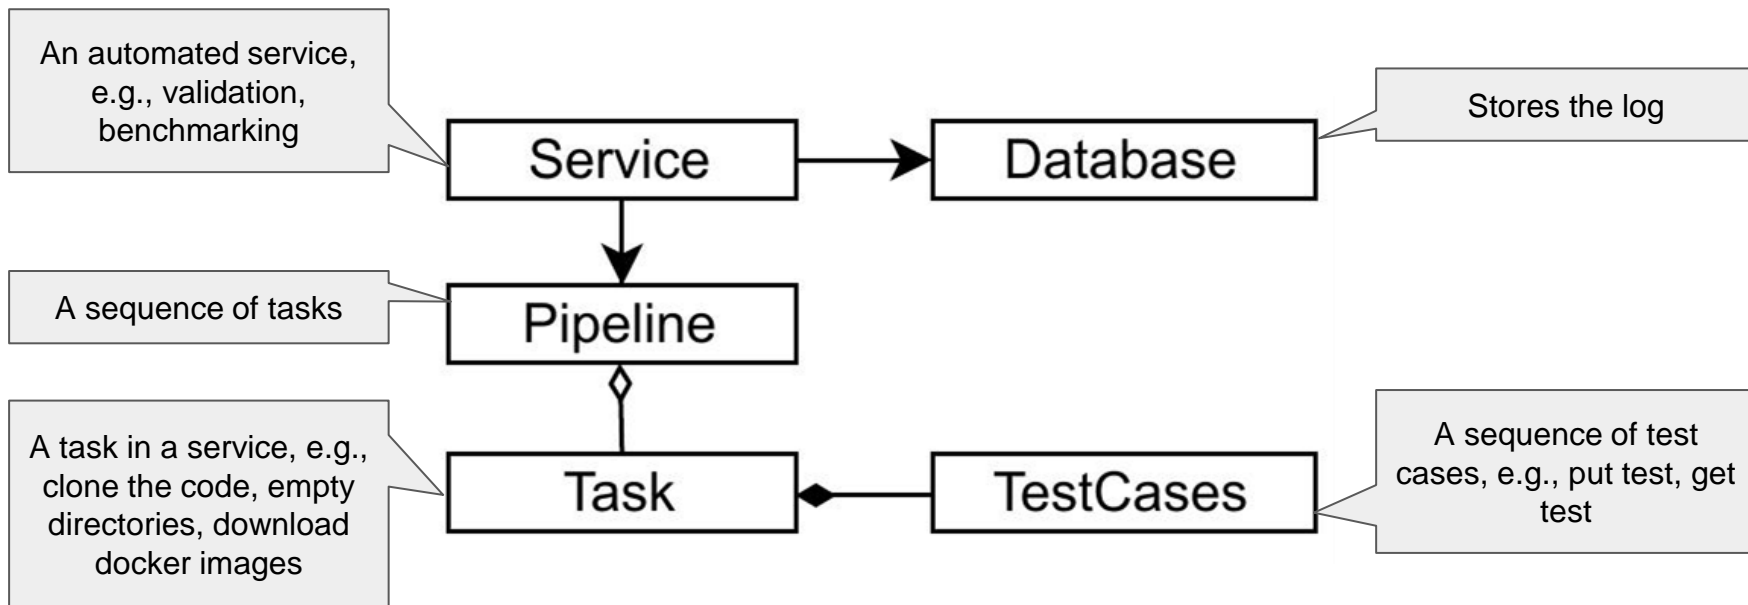 An automated service,
e.g., validation,
benchmarking
Service
Database
Stores the log
A sequence of tasks
Pipeline
A task in a service, e.g.,
clone the code, empty
directories, download
docker images
Task
TestCases
A sequence of test
cases, e.g., put test, get
test